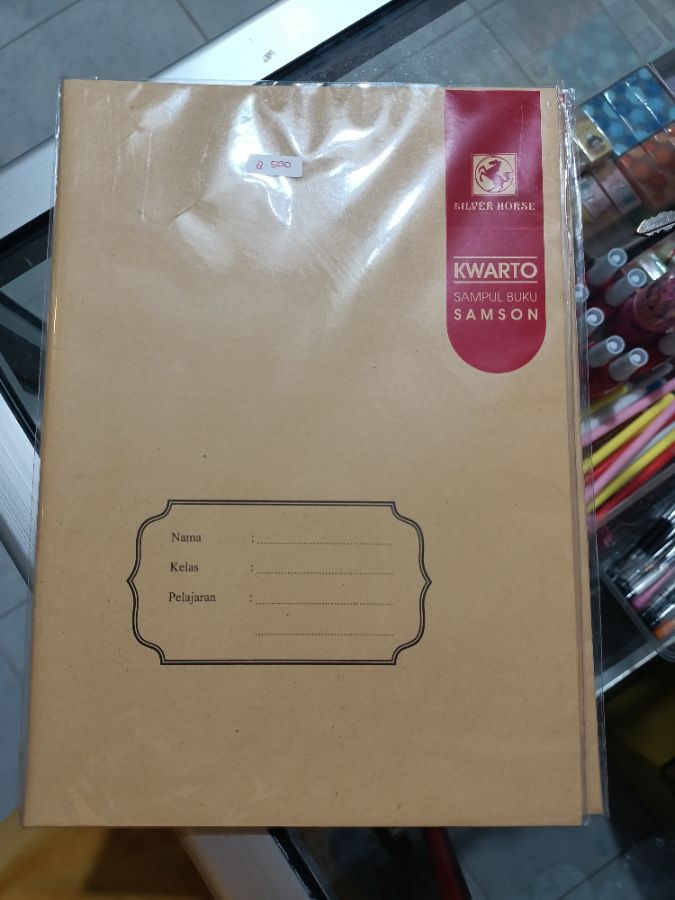 8.500
SILVER HORSE
KWARTO
SAMPUL BUKU
SAMSON
Nama :
Kelas :
Pelajaran :